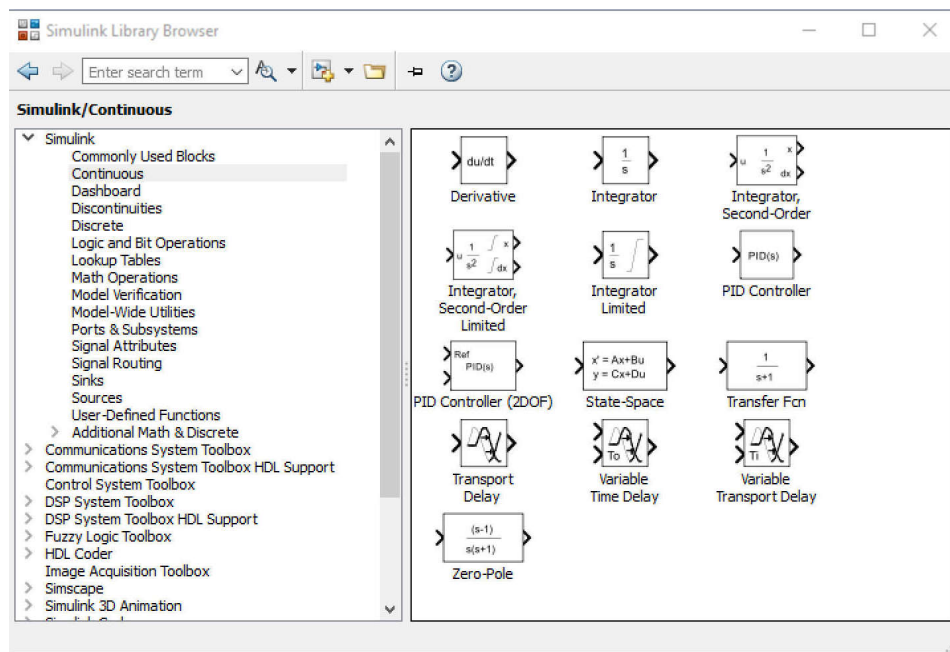 Simulink Library Browser
Enter search term
Simulink/Continuous
Simulink
Commonly Used Blocks
Continuous
Dashboard
Discontinuities
Discrete
Logic and Bit Operations
Lookup Tables
Math Operations
Model Verification
Model-Wide Utilities
Ports & Subsystems
Signal Attributes
Signal Routing
Sinks
Sources
User-Defined Functions
Additional Math & Discrete
Communications System Toolbox
Communications System Toolbox HDL Support
Control System Toolbox
DSP System Toolbox
DSP System Toolbox HDL Support
Fuzzy Logic Toolbox
HDL Coder
Image Acquisition Toolbox
Simscape
Simulink 3D Animation
du/dt
Derivative
1
s
Integrator
u 1 x
s² dx
Integrator,
Second-Order
u 1 x
s² dx
Integrator,
Second-Order
Limited
1
s
Integrator
Limited
PID(s)
PID Controller
Ref
PID(s)
PID Controller (2DOF)
x' = Ax+Bu
y = Cx+Du
State-Space
1
s+1
Transfer Fcn
Transport
Delay
To
Variable
Time Delay
Ti
Variable
Transport Delay
(s-1)
s(s+1)
Zero-Pole